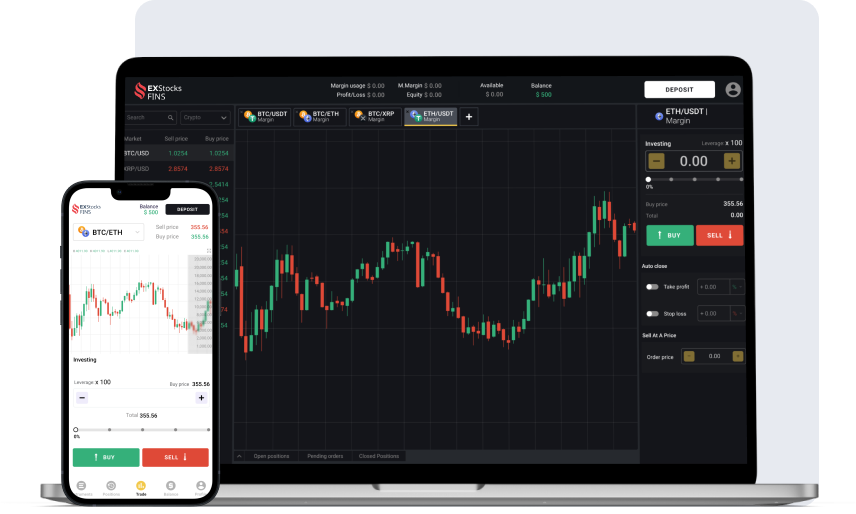 EXStocks
FINS
Margin usage $ 0.00
M.Margin $ 0.00
Available
Balance
Profit/Loss $ 0.00
Equity $ 0.00
$ 0.00
$ 500
DEPOSIT
Search
Crypto
BTC/USDT
Margin
BTC/ETH
Margin
BTC/XRP
Margin
ETH/USDT
Margin
+
ETH/USDT |
Margin
Market
Sell price
Buy price
BTC/USD
1.0254
1.0254
XRP/USD
2.8574
2.8574
Investing
Leverage: x 100
− 0.00 +
0%
Buy price
355.56
Total
0.00
BUY
SELL
Auto close
Take profit
+ 0.00
%
Stop loss
+ 0.00
%
Sell At A Price
Order price
− 0.00 +
Open positions
Pending orders
Closed Positions
EXStocks
FINS
Balance
$ 500
DEPOSIT
BTC/ETH
Sell price
355.56
Buy price
355.56
Investing
Leverage: x 100
Buy price 355.56
− +
Total 355.56
0%
BUY
SELL
Positions
Trade
Balance